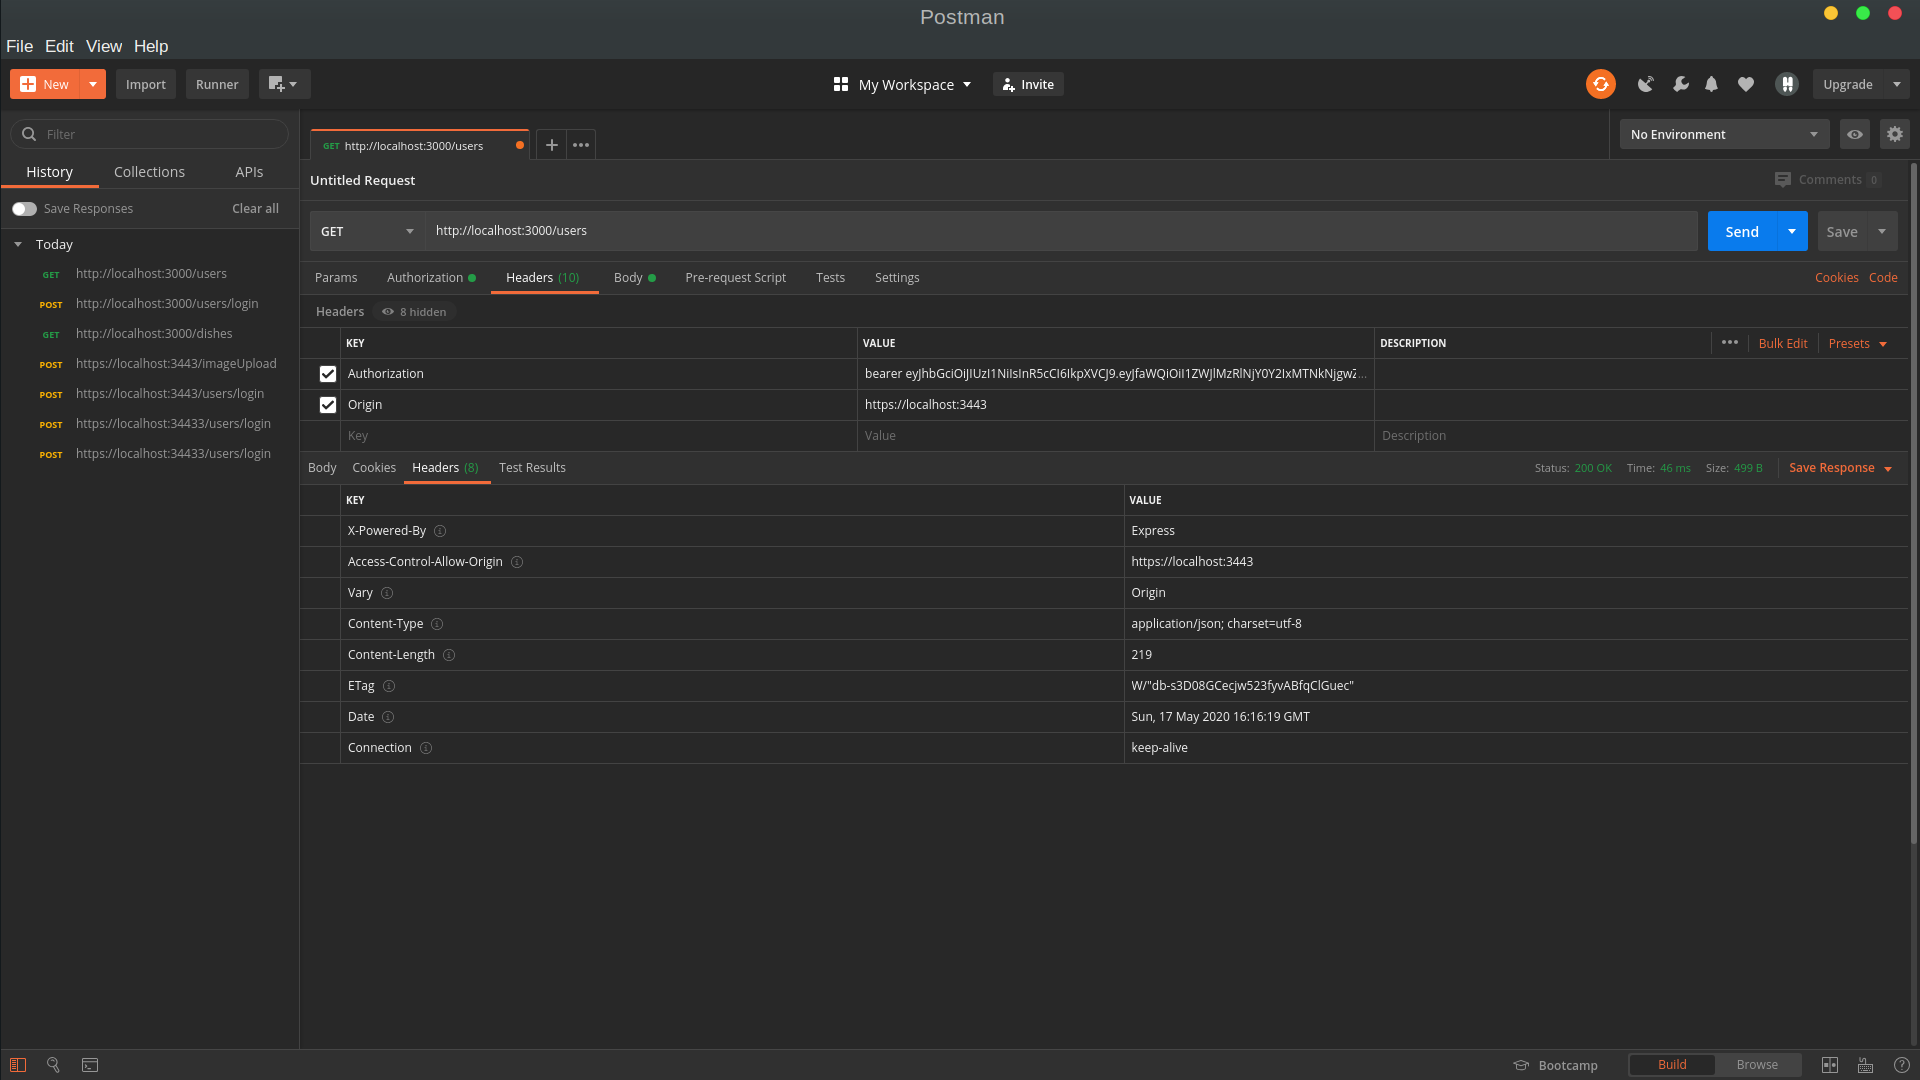 Postman
File Edit View Help
New Import Runner My Workspace Invite Upgrade
Filter
History Collections APIs
Save Responses Clear all
Today
GET http://localhost:3000/users
POST http://localhost:3000/users/login
GET http://localhost:3000/dishes
POST https://localhost:3443/imageUpload
POST https://localhost:3443/users/login
POST https://localhost:34433/users/login
POST https://localhost:34433/users/login
GET http://localhost:3000/users
No Environment
Untitled Request
Comments 0
GET http://localhost:3000/users Send Save
Params Authorization Headers (10) Body Pre-request Script Tests Settings Cookies Code
Headers 8 hidden
KEY VALUE DESCRIPTION Bulk Edit Presets
Authorization bearer
Origin https://localhost:3443
Key Value Description
Body Cookies Headers (8) Test Results Status: 200 OK Time: 46 ms Size: 499 B Save Response
KEY VALUE
X-Powered-By Express
Access-Control-Allow-Origin https://localhost:3443
Vary Origin
Content-Type application/json; charset=utf-8
Content-Length 219
ETag
Date Sun, 17 May 2020 16:16:19 GMT
Connection keep-alive
Bootcamp Build Browse